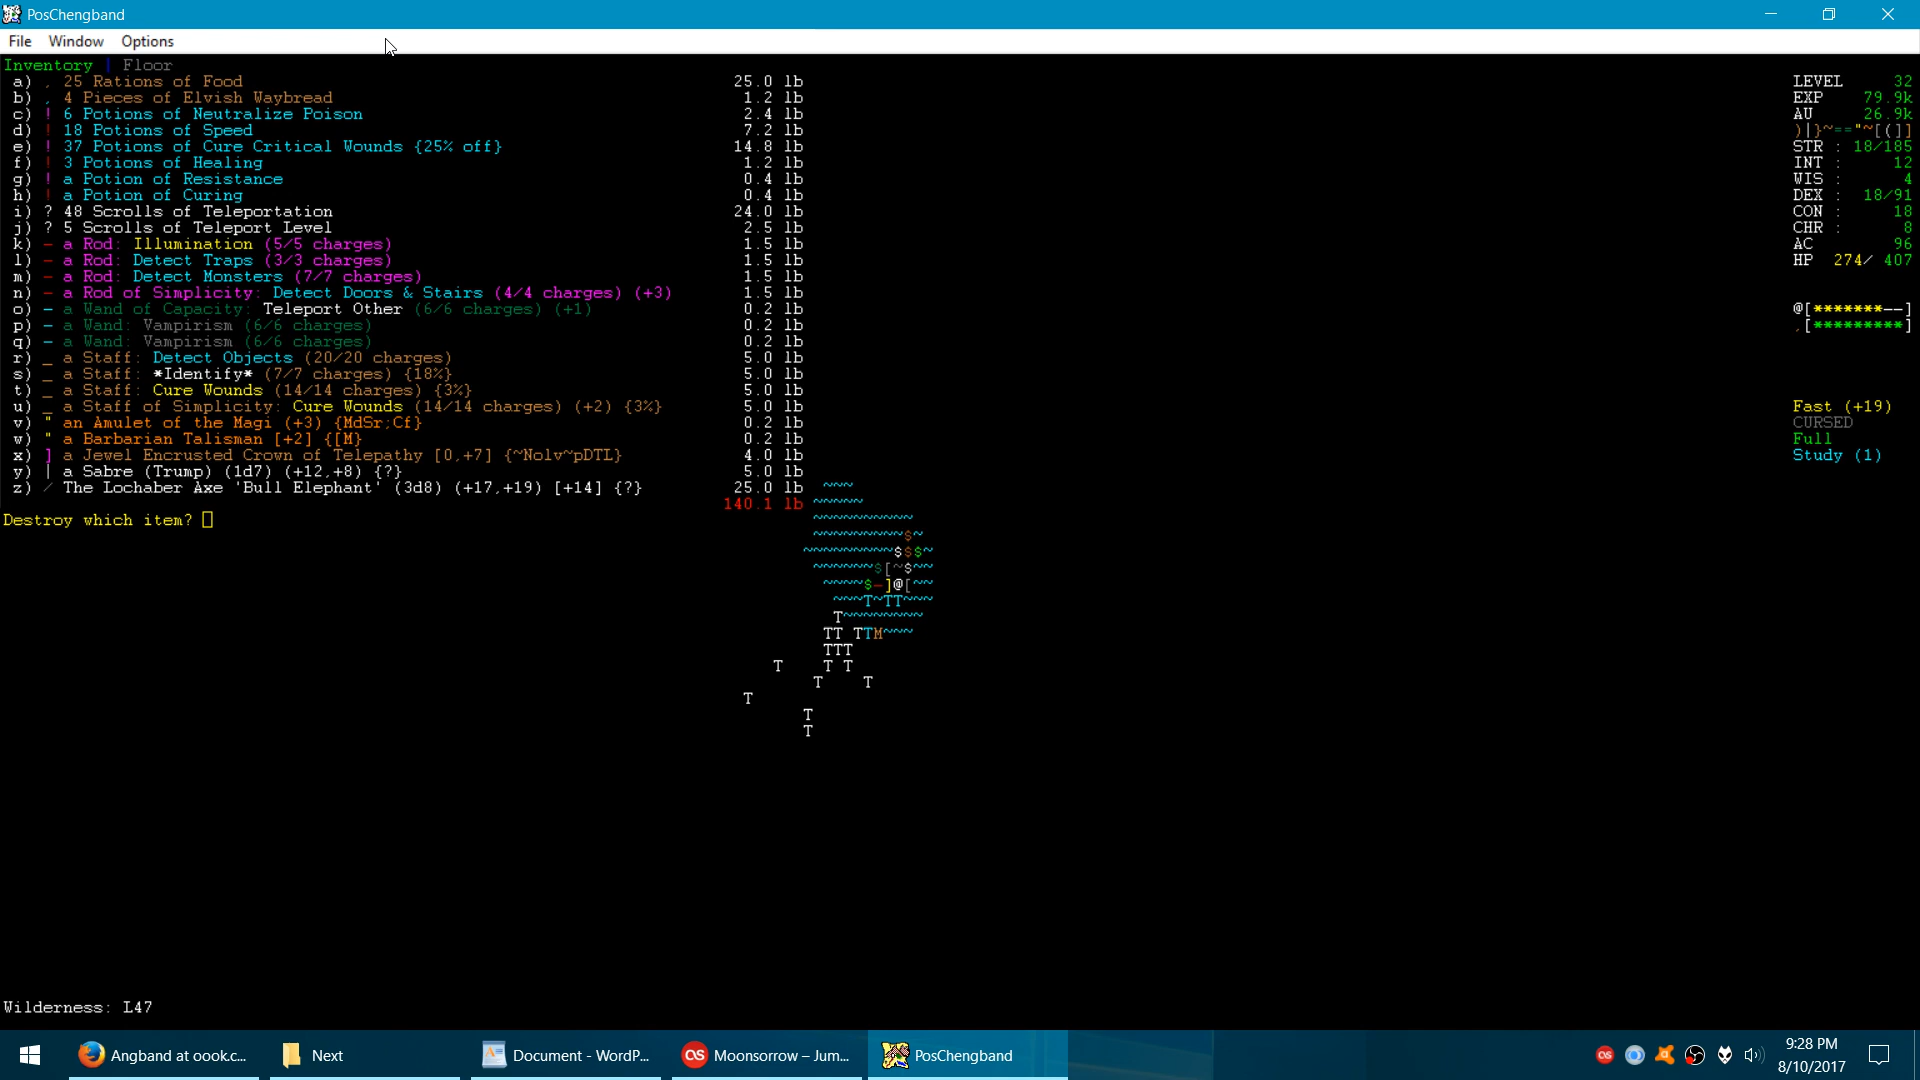 PosChengband
File Window Options
Inventory | Floor
a) , 25 Rations of Food 25.0 lb
b) , 4 Pieces of Elvish Waybread 1.2 lb
c) ! 6 Potions of Neutralize Poison 2.4 lb
d) ! 18 Potions of Speed 7.2 lb
e) ! 37 Potions of Cure Critical Wounds {25% off} 14.8 lb
f) ! 3 Potions of Healing 1.2 lb
g) ! a Potion of Resistance 0.4 lb
h) ! a Potion of Curing 0.4 lb
i) ? 48 Scrolls of Teleportation 24.0 lb
j) ? 5 Scrolls of Teleport Level 2.5 lb
k) - a Rod: Illumination (5/5 charges) 1.5 lb
l) - a Rod: Detect Traps (3/3 charges) 1.5 lb
m) - a Rod: Detect Monsters (7/7 charges) 1.5 lb
n) - a Rod of Simplicity: Detect Doors & Stairs (4/4 charges) (+3) 1.5 lb
o) - a Wand of Capacity: Teleport Other (6/6 charges) (+1) 0.2 lb
p) - a Wand: Vampirism (6/6 charges) 0.2 lb
q) - a Wand: Vampirism (6/6 charges) 0.2 lb
r) _ a Staff: Detect Objects (20/20 charges) 5.0 lb
s) _ a Staff: *Identify* (7/7 charges) {18%} 5.0 lb
t) _ a Staff: Cure Wounds (14/14 charges) {3%} 5.0 lb
u) _ a Staff of Simplicity: Cure Wounds (14/14 charges) (+2) {3%} 5.0 lb
v) " an Amulet of the Magi (+3) {MdSr;Cf} 0.2 lb
w) " a Barbarian Talisman [+2] {[M} 0.2 lb
x) ] a Jewel Encrusted Crown of Telepathy [0,+7] {~Nolv~pDTL} 4.0 lb
y) | a Sabre (Trump) (1d7) (+12,+8) {?} 5.0 lb
z) / The Lochaber Axe 'Bull Elephant' (3d8) (+17,+19) [+14] {?} 25.0 lb
140.1 lb
Destroy which item?
~~~
~~~~~
~~~~~~~~~~
~~~~~~~~~$~
~~~~~~~~~$$$~
~~~~~~$[~$~~
~~~~$-]@[~~
~~~T~TT~~~
T~~~~~~~~
TT TTM~~~
TTT
T T T
T T
T
T
T
LEVEL 32
EXP 79.9k
AU 26.9k
)|}~=="~[(]]
STR : 18/185
INT : 12
WIS : 4
DEX : 18/91
CON : 18
CHR : 8
AC 96
HP 274/ 407
@[*******--]
,[*********]
Fast (+19)
CURSED
Full
Study (1)
Wilderness: L47
Angband at oook.c...
Next
Document - WordP...
Moonsorrow – Jum...
PosChengband
9:28 PM
8/10/2017